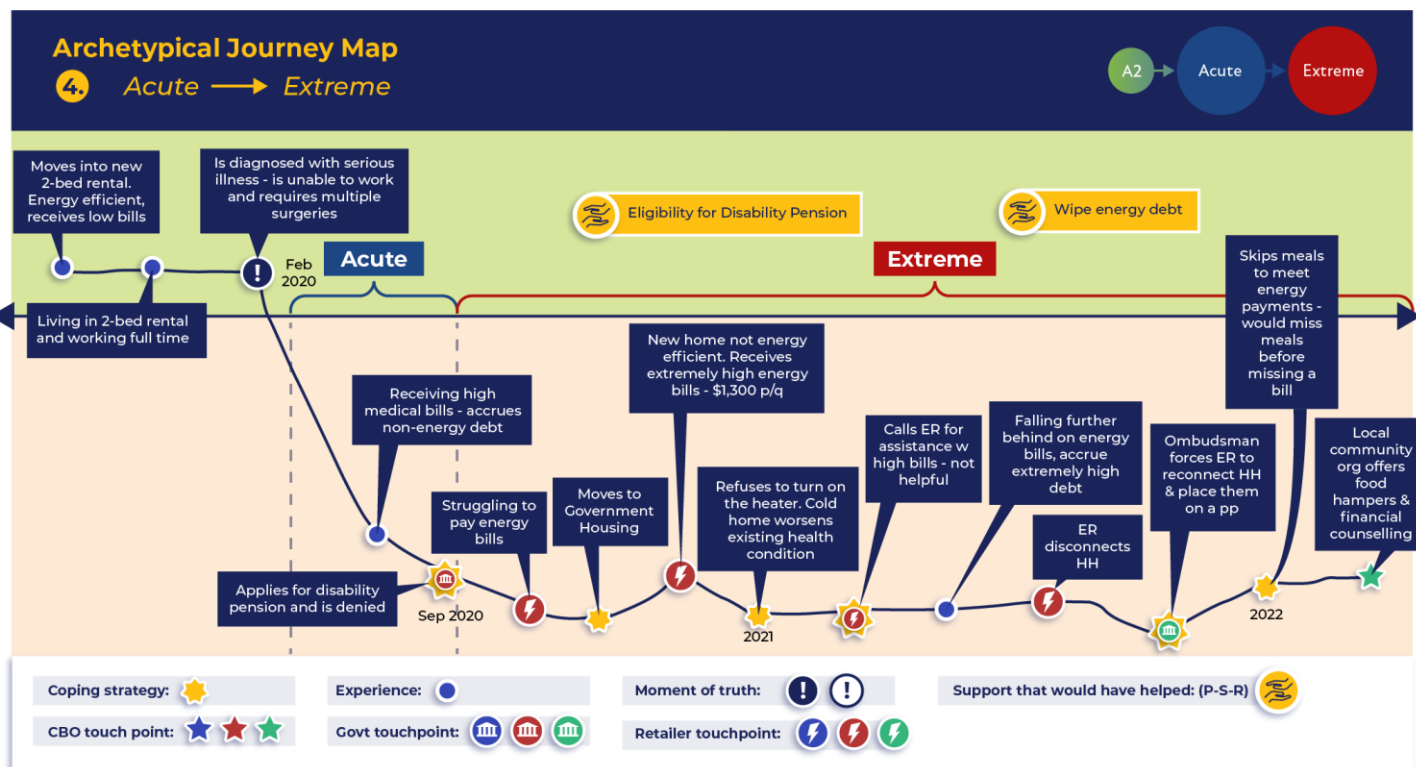 Archetypical Journey Map
4. Acute → Extreme
A2
Acute
Extreme
Moves into new
2-bed rental.
Energy efficient,
receives low bills
Is diagnosed with serious
illness - is unable to work
and requires multiple
surgeries
Eligibility for Disability Pension
Wipe energy debt
Feb
2020
Acute
Extreme
Living in 2-bed rental
and working full time
Receiving high
medical bills - accrues
non-energy debt
Applies for disability
pension and is denied
Sep 2020
Struggling to
pay energy
bills
Moves to
Government
Housing
New home not energy
efficient. Receives
extremely high energy
bills - $1,300 p/q
Refuses to turn on
the heater. Cold
home worsens
existing health
condition
2021
Calls ER for
assistance w
high bills - not
helpful
Falling further
behind on energy
bills, accrue
extremely high
debt
ER
disconnects
HH
Ombudsman
forces ER to
reconnect HH
& place them
on a pp
Skips meals
to meet
energy
payments -
would miss
meals
before
missing a
bill
2022
Local
community
org offers
food
hampers &
financial
counselling
Coping strategy:
Experience:
Moment of truth:
Support that would have helped: (P-S-R)
CBO touch point:
Govt touchpoint:
Retailer touchpoint: